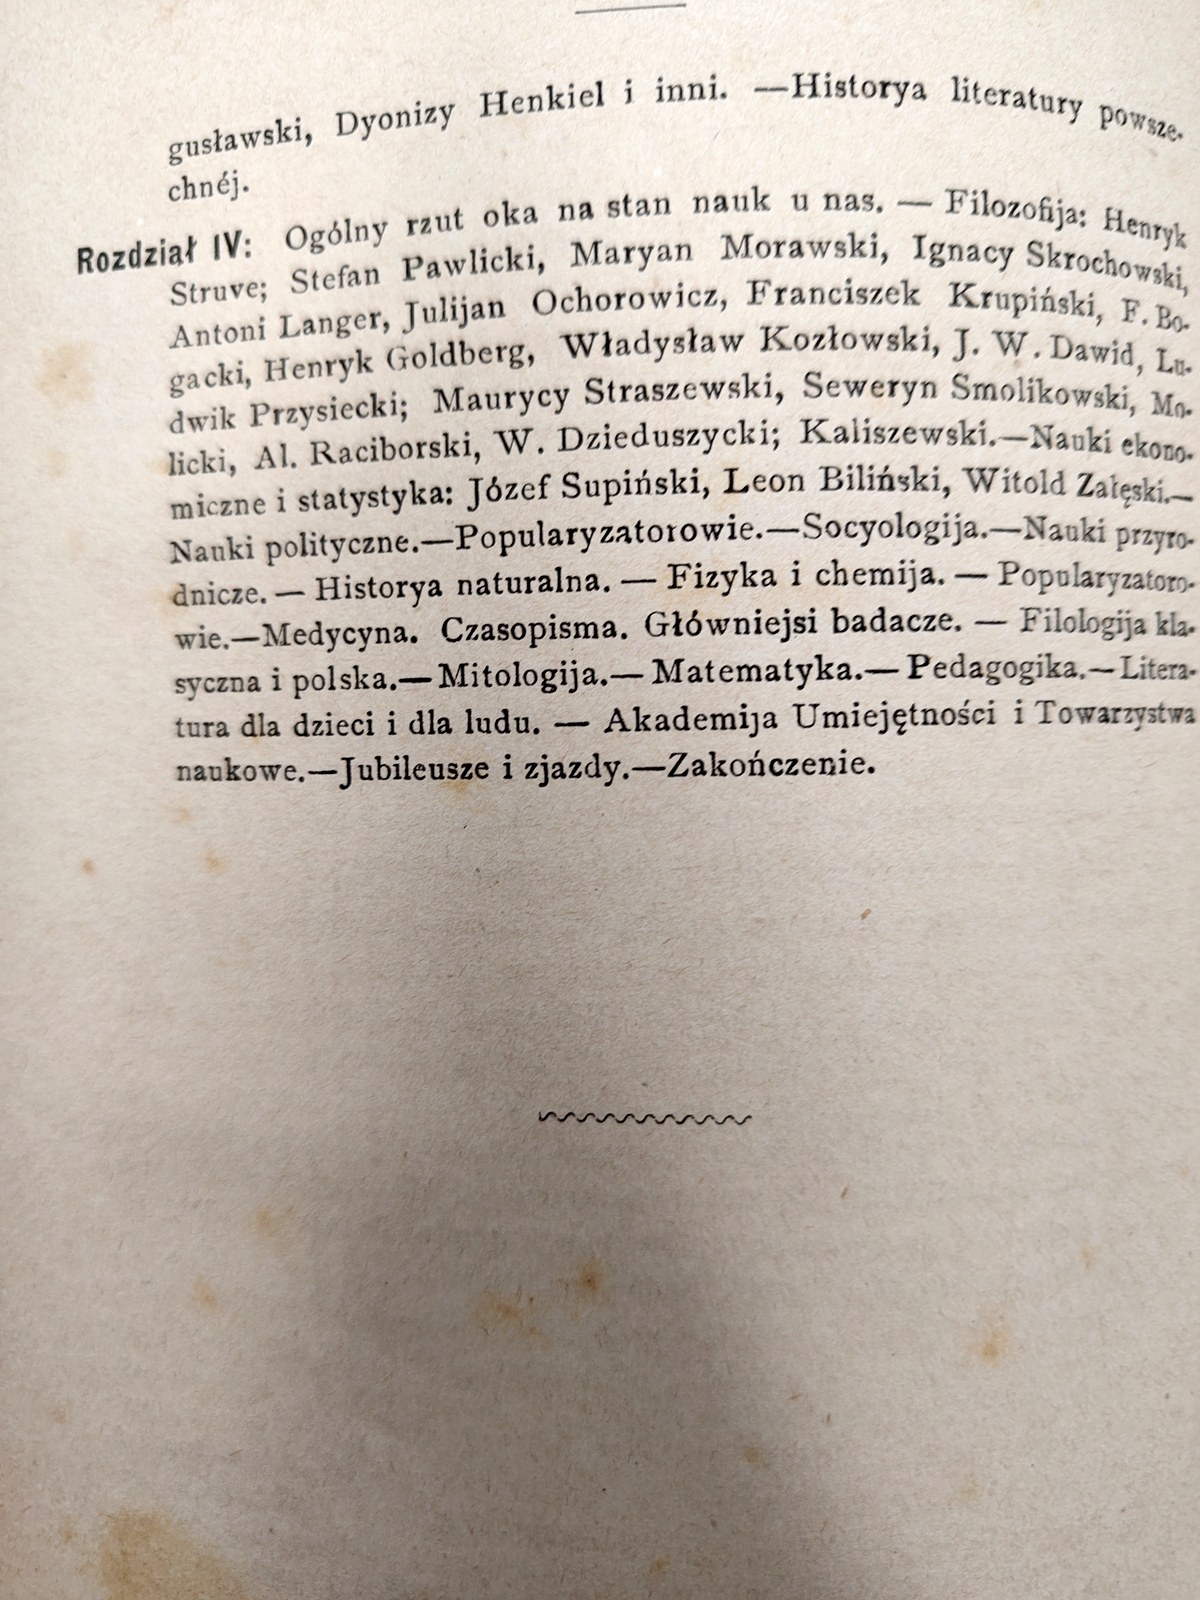 gusławski, Dyonizy Henkiel i inni. —Historya literatury powsze-
chnéj.
Rozdział IV: Ogólny rzut oka na stan nauk u nas. — Filozofija: Henryk
Struve; Stefan Pawlicki, Maryan Morawski, Ignacy Skrochowski,
Antoni Langer, Julijan Ochorowicz, Franciszek Krupiński, F. Bo-
gacki, Henryk Goldberg, Władysław Kozłowski, J. W. Dawid, Lu-
dwik Przysiecki; Maurycy Straszewski, Seweryn Smolikowski, Mo-
licki, Al. Raciborski, W. Dzieduszycki; Kaliszewski.—Nauki ekono-
miczne i statystyka: Józef Supiński, Leon Biliński, Witold Załęski.—
Nauki polityczne.—Popularyzatorowie.—Socyologija.—Nauki przyro-
dnicze. — Historya naturalna. — Fizyka i chemija. — Popularyzatoro-
wie.—Medycyna. Czasopisma. Główniejsi badacze. — Filologija kla-
syczna i polska.—Mitologija.—Matematyka.—Pedagogika.—Litera-
tura dla dzieci i dla ludu. — Akademija Umiejętności i Towarzystwa
naukowe.—Jubileusze i zjazdy.—Zakończenie.